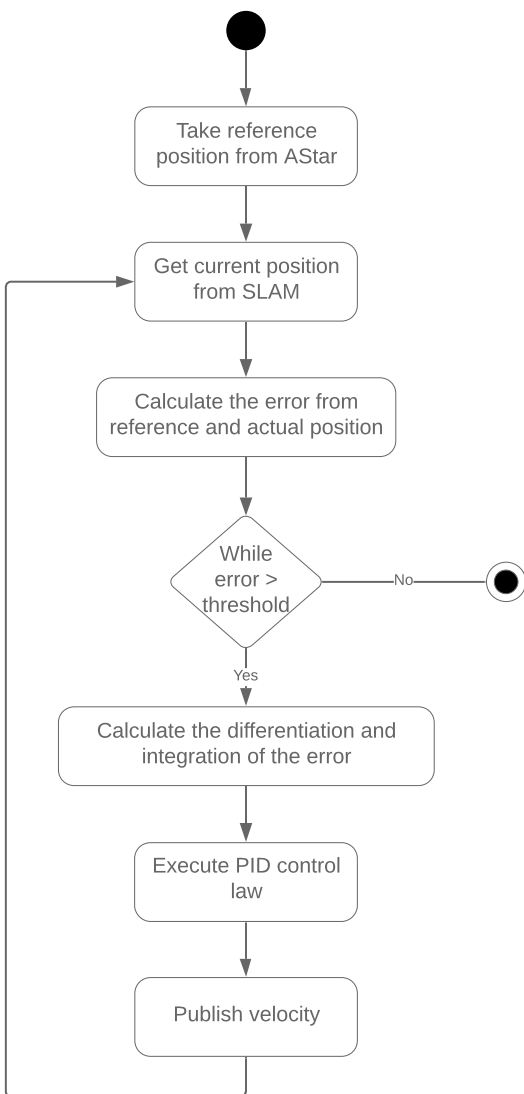 Take reference
position from AStar
Get current position
from SLAM
Calculate the error from
reference and actual position
While
error >
threshold
No
Yes
Calculate the differentiation and
integration of the error
Execute PID control
law
Publish velocity